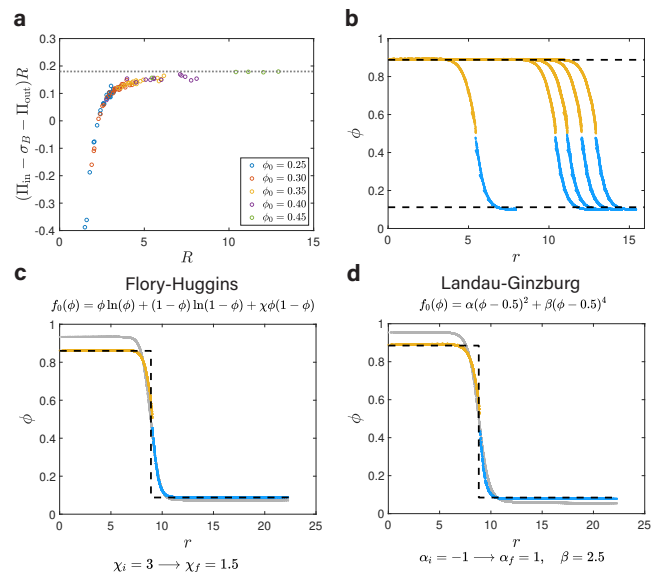 a
0.3
0.2
0.1
0
-0.1
-0.2
-0.3
-0.4
0
5
10
15
(Π_in − σ_B − Π_out)R
R
ϕ_0 = 0.25
ϕ_0 = 0.30
ϕ_0 = 0.35
ϕ_0 = 0.40
ϕ_0 = 0.45
b
1
0.8
0.6
0.4
0.2
0
0
5
10
15
ϕ
r
c
Flory-Huggins
f_0(ϕ) = ϕ ln(ϕ) + (1 − ϕ) ln(1 − ϕ) + χϕ(1 − ϕ)
1
0.8
0.6
0.4
0.2
0
0
5
10
15
20
25
ϕ
r
χ_i = 3 ⟶ χ_f = 1.5
d
Landau-Ginzburg
f_0(ϕ) = α(ϕ − 0.5)^2 + β(ϕ − 0.5)^4
1
0.8
0.6
0.4
0.2
0
0
5
10
15
20
25
ϕ
r
α_i = −1 ⟶ α_f = 1, β = 2.5